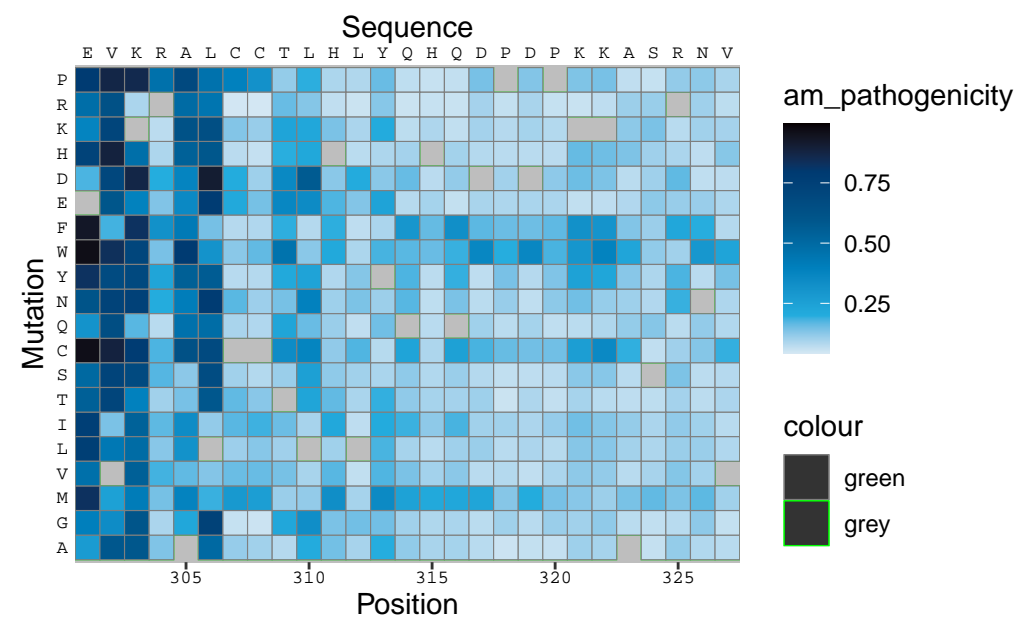 Sequence
E V K R A L C C T L H L Y Q H Q D P D P K K A S R N V
P
R
K
H
D
E
F
W
Y
N
Q
C
S
T
I
L
V
M
G
A
Mutation
305 310 315 320 325
Position
am_pathogenicity
0.75
0.50
0.25
colour
green
grey